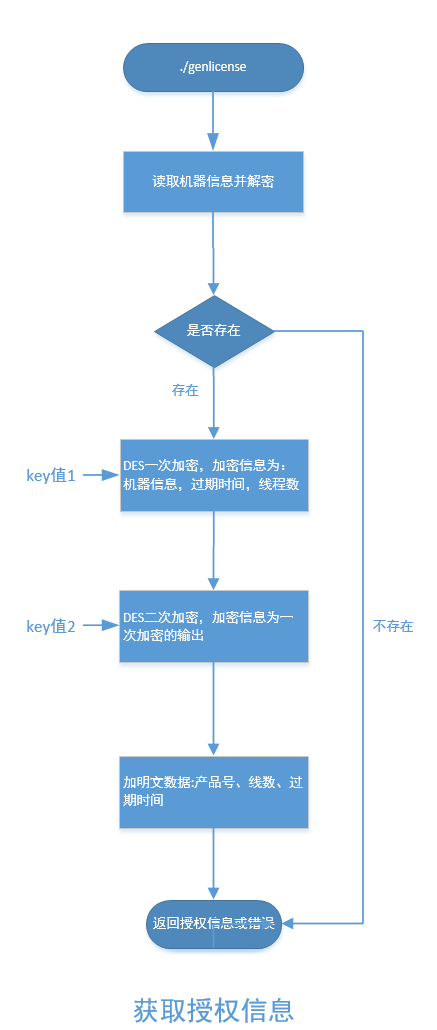 ./genlicense
读取机器信息并解密
是否存在
存在
key值1
DES一次加密，加密信息为：
机器信息，过期时间，线程数
key值2
DES二次加密，加密信息为一
次加密的输出
不存在
加明文数据:产品号、线数、过
期时间
返回授权信息或错误
获取授权信息